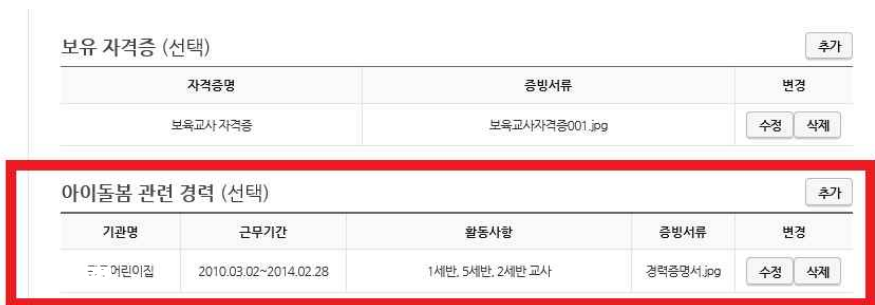 보유 자격증 (선택) 추가
자격증명 증빙서류 변경
보육교사 자격증 보육교사자격증001.jpg 수정 삭제
아이돌봄 관련 경력 (선택) 추가
기관명 근무기간 활동사항 증빙서류 변경
어린이집 2010.03.02~2014.02.28 1세반, 5세반, 2세반 교사 경력증명서.jpg 수정 삭제